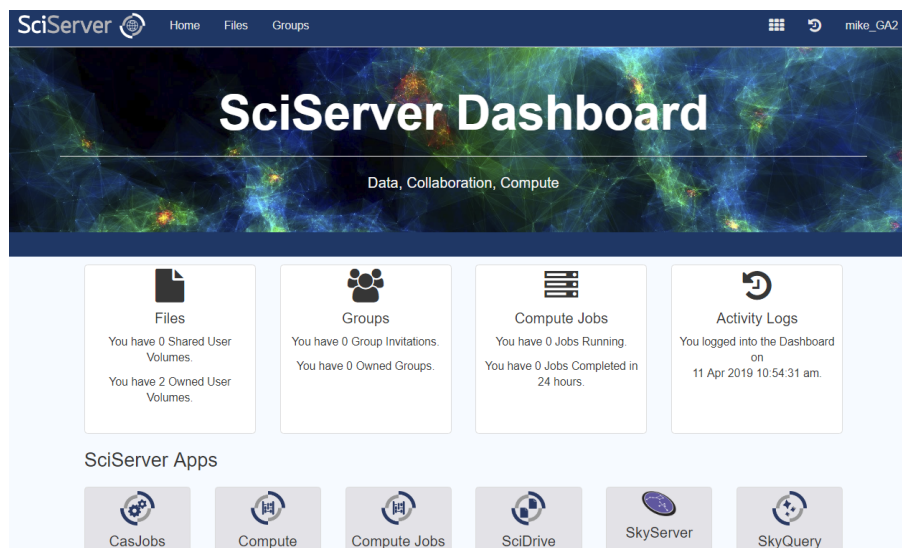 SciServer
Home
Files
Groups
mike_GA2
SciServer Dashboard
Data, Collaboration, Compute
Files
You have 0 Shared User
Volumes.
You have 2 Owned User
Volumes.
Groups
You have 0 Group Invitations.
You have 0 Owned Groups.
Compute Jobs
You have 0 Jobs Running.
You have 0 Jobs Completed in
24 hours.
Activity Logs
You logged into the Dashboard
on
11 Apr 2019 10:54:31 am.
SciServer Apps
CasJobs
Compute
Compute Jobs
SciDrive
SkyServer
SkyQuery